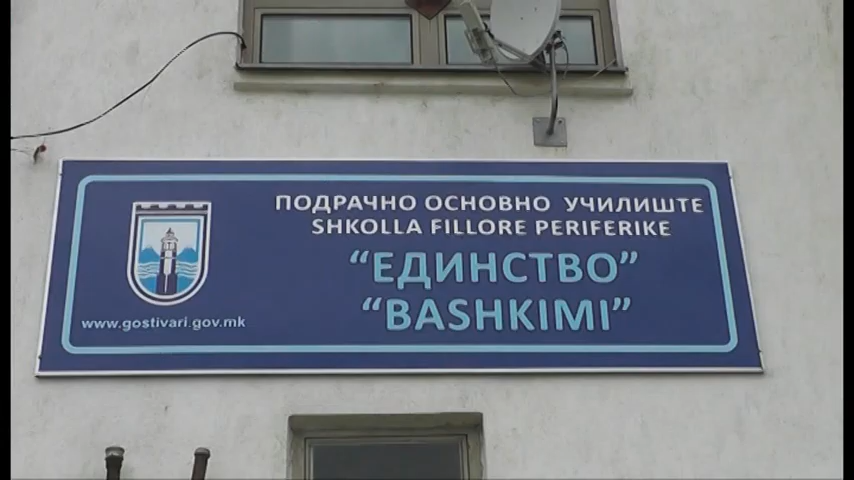 ПОДРАЧНО ОСНОВНО УЧИЛИШТЕ
SHKOLLA FILLORE PERIFERIKE
“ЕДИНСТВО”
“BASHKIMI”
www.gostivari.gov.mk